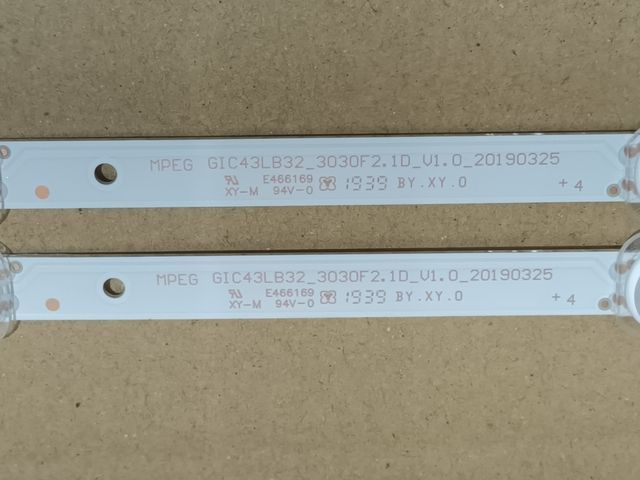 MPEG GIC43LB32_3030F2.1D_V1.0_20190325
E466169 1939 BY.XY.0 + 4
XY-M 94V-0
MPEG GIC43LB32_3030F2.1D_V1.0_20190325
E466169 1939 BY.XY.0 + 4
XY-M 94V-0